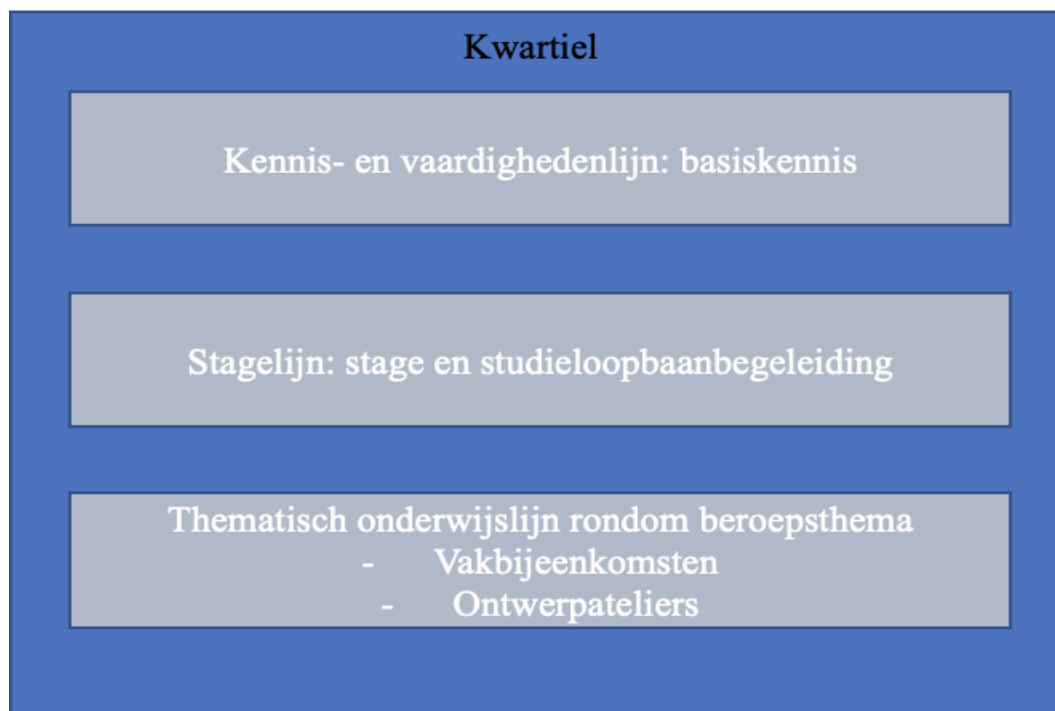 Kwartiel
Kennis- en vaardighedenlijn: basiskennis
Stagelijn: stage en studieloopbaanbegeleiding
Thematisch onderwijslijn rondom beroepsthema
- Vakbijeenkomsten
- Ontwerpateliers